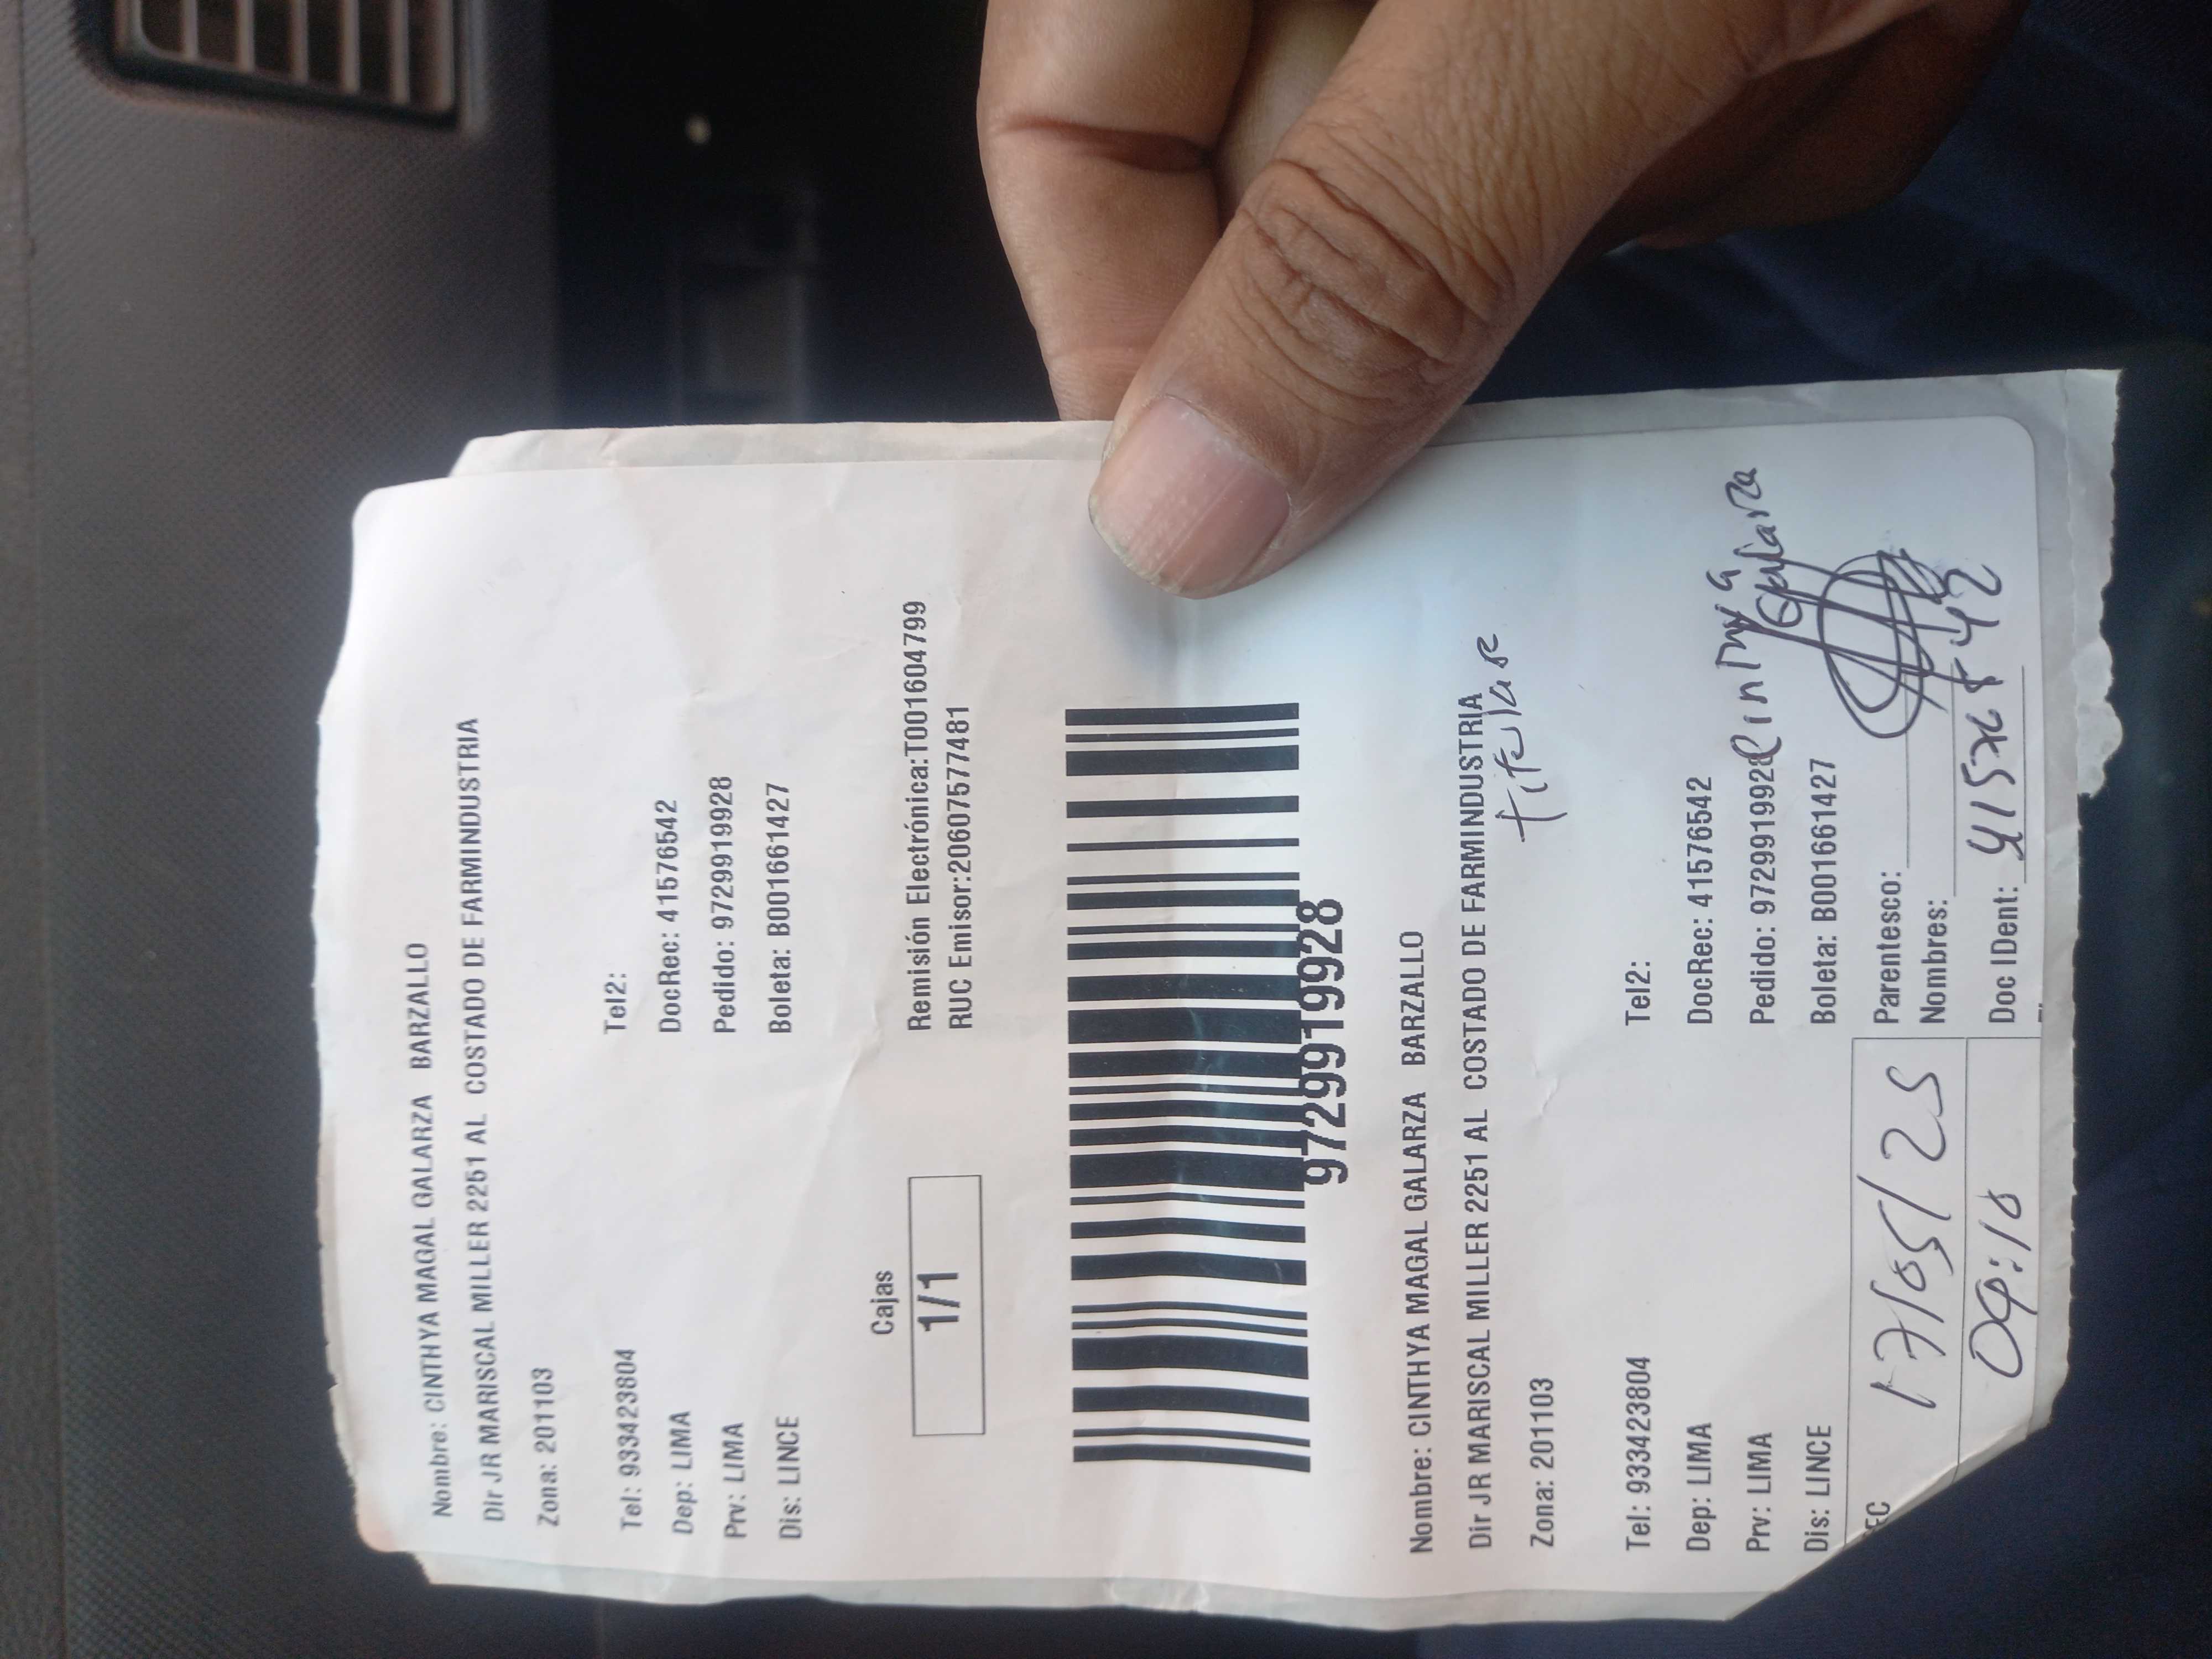 Nombre: CINTHYA MAGAL GALARZA BARZALLO
Dir JR MARISCAL MILLER 2251 AL COSTADO DE FARMINDUSTRIA
Zona: 201103
Tel: 933423804 Tel2:
Dep: LIMA DocRec: 41576542
Prv: LIMA Pedido: 9729919928
Dis: LINCE Boleta: B001661427
Cajas
1/1
Remisión Electrónica:T001604799
RUC Emisor:20607577481
9729919928
Nombre: CINTHYA MAGAL GALARZA BARZALLO
Dir JR MARISCAL MILLER 2251 AL COSTADO DE FARMINDUSTRIA
titular
Zona: 201103
Tel: 933423804 Tel2:
Dep: LIMA DocRec: 41576542
Prv: LIMA Pedido: 9729919928
Dis: LINCE Boleta: B001661427
Galarza
17/05/25 Parentesco:
Nombres:
09:10 Doc IDent: 41576542